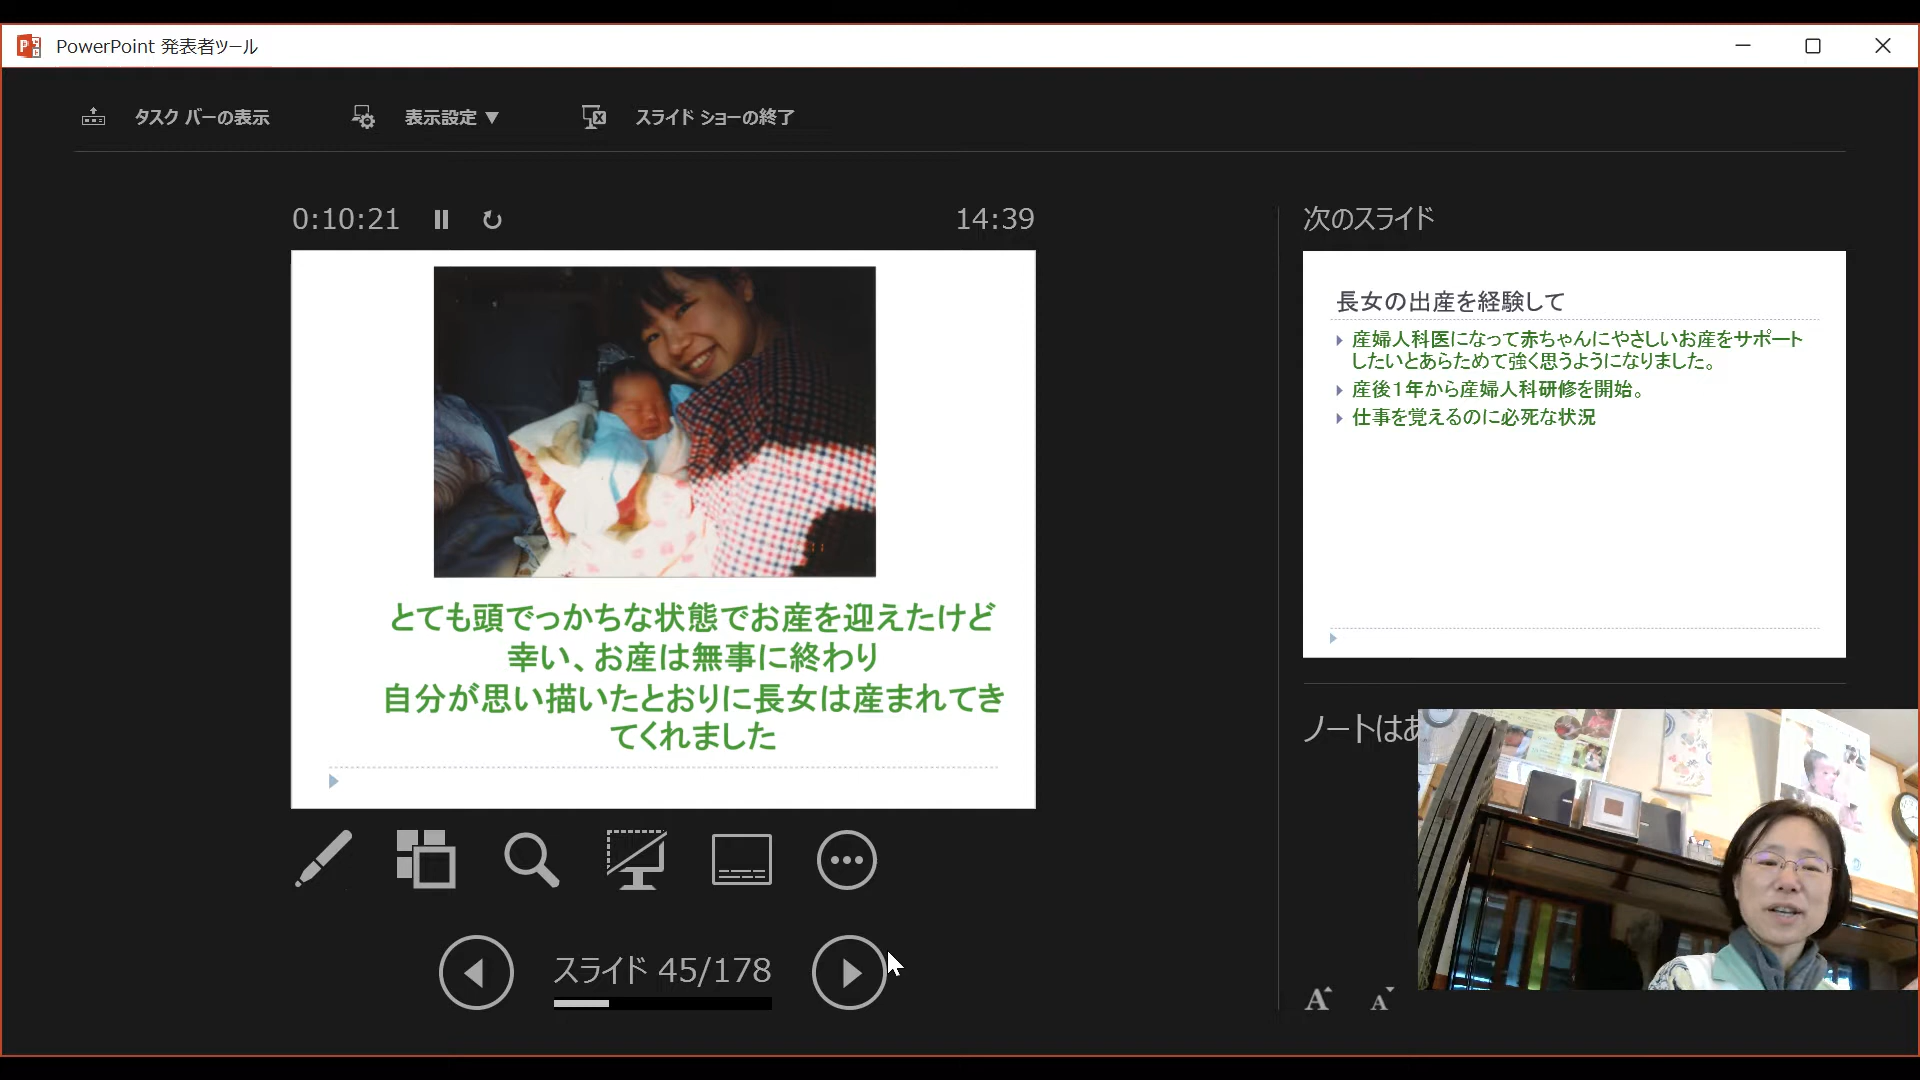 PowerPoint 発表者ツール
タスク バーの表示
表示設定 ▼
スライド ショーの終了
0:10:21
14:39
とても頭でっかちな状態でお産を迎えたけど
幸い、お産は無事に終わり
自分が思い描いたとおりに長女は産まれてき
てくれました
スライド 45/178
次のスライド
長女の出産を経験して
産婦人科医になって赤ちゃんにやさしいお産をサポート
したいとあらためて強く思うようになりました。
産後１年から産婦人科研修を開始。
仕事を覚えるのに必死な状況
ノートはあ
A A